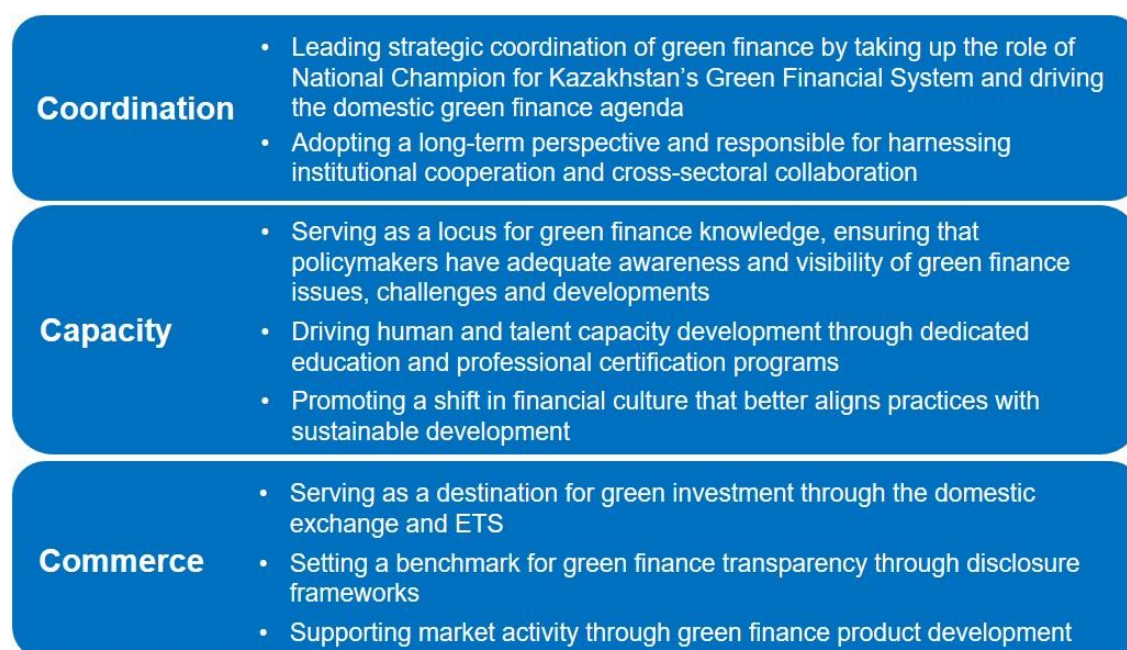 Coordination
• Leading strategic coordination of green finance by taking up the role of
National Champion for Kazakhstan’s Green Financial System and driving
the domestic green finance agenda
• Adopting a long-term perspective and responsible for harnessing
institutional cooperation and cross-sectoral collaboration
Capacity
• Serving as a locus for green finance knowledge, ensuring that
policymakers have adequate awareness and visibility of green finance
issues, challenges and developments
• Driving human and talent capacity development through dedicated
education and professional certification programs
• Promoting a shift in financial culture that better aligns practices with
sustainable development
Commerce
• Serving as a destination for green investment through the domestic
exchange and ETS
• Setting a benchmark for green finance transparency through disclosure
frameworks
• Supporting market activity through green finance product development